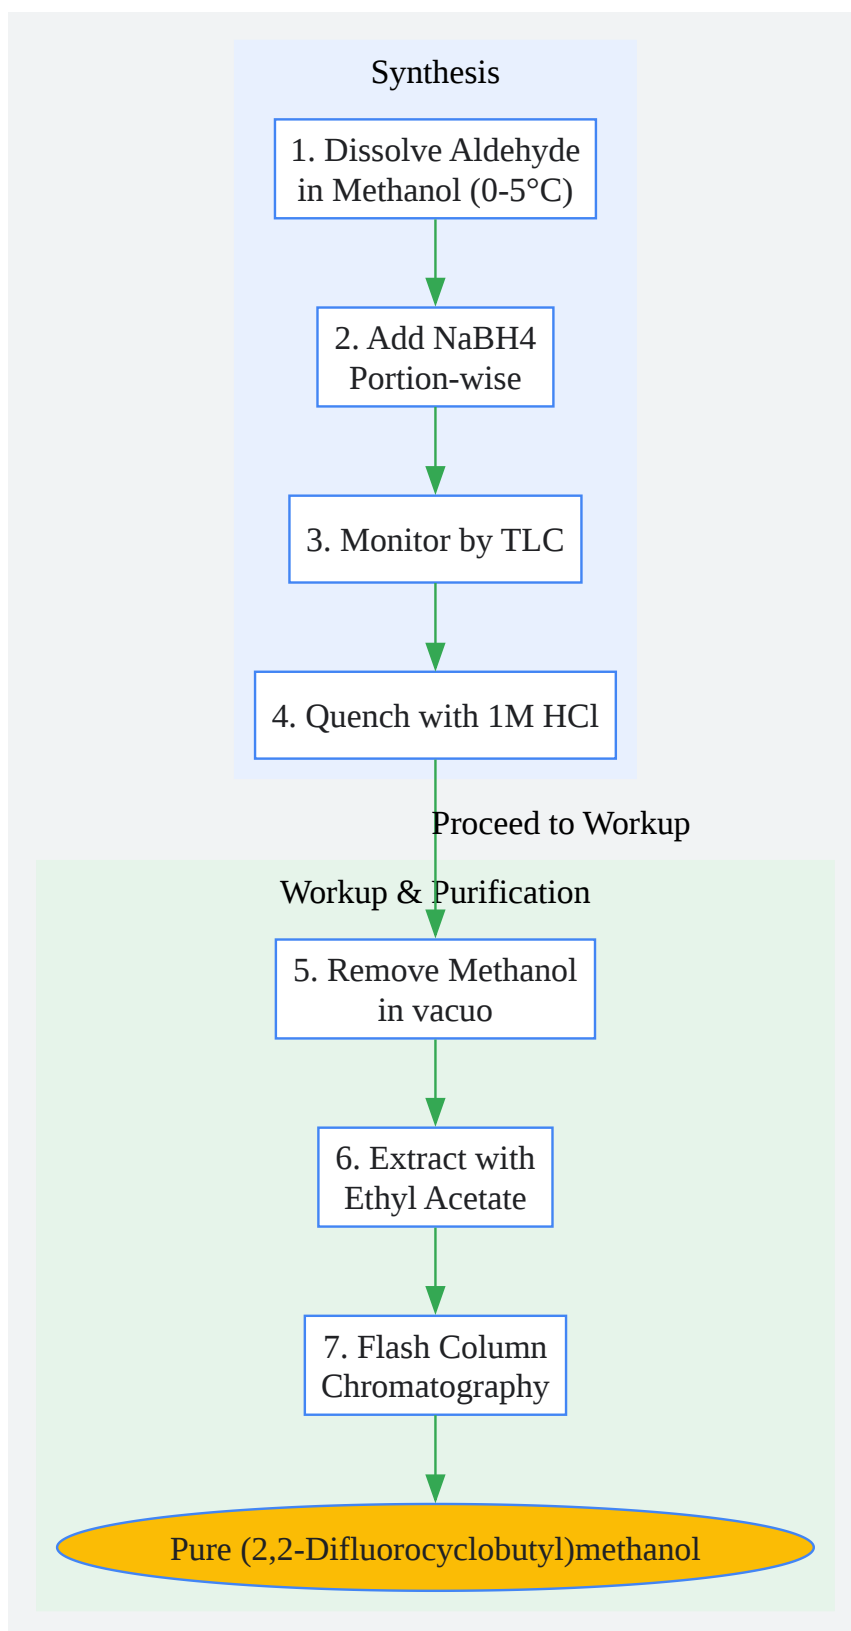 Synthesis
1. Dissolve Aldehyde
in Methanol (0-5°C)
2. Add NaBH4
Portion-wise
3. Monitor by TLC
4. Quench with 1M HCl
Proceed to Workup
Workup & Purification
5. Remove Methanol
in vacuo
6. Extract with
Ethyl Acetate
7. Flash Column
Chromatography
Pure (2,2-Difluorocyclobutyl)methanol